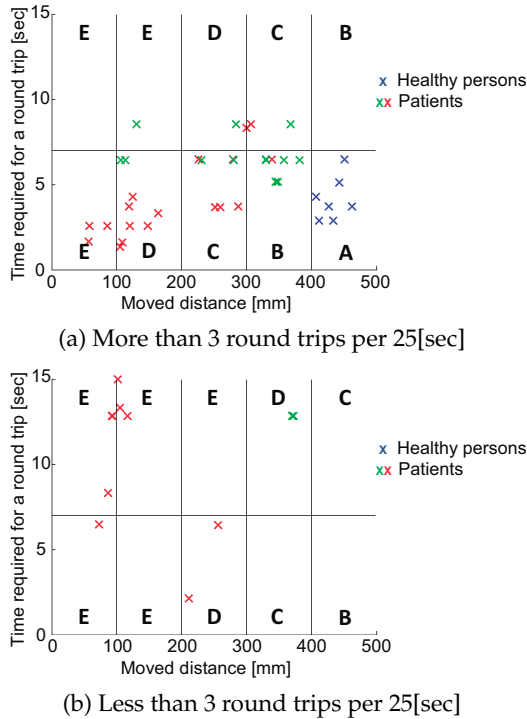 Time required for a round trip [sec]
15
10
5
0
E E D C B
E D C B A
0 100 200 300 400 500
Moved distance [mm]
Healthy persons
Patients
(a) More than 3 round trips per 25[sec]
Time required for a round trip [sec]
15
10
5
0
E E E D C
E E D C B
0 100 200 300 400 500
Moved distance [mm]
Healthy persons
Patients
(b) Less than 3 round trips per 25[sec]